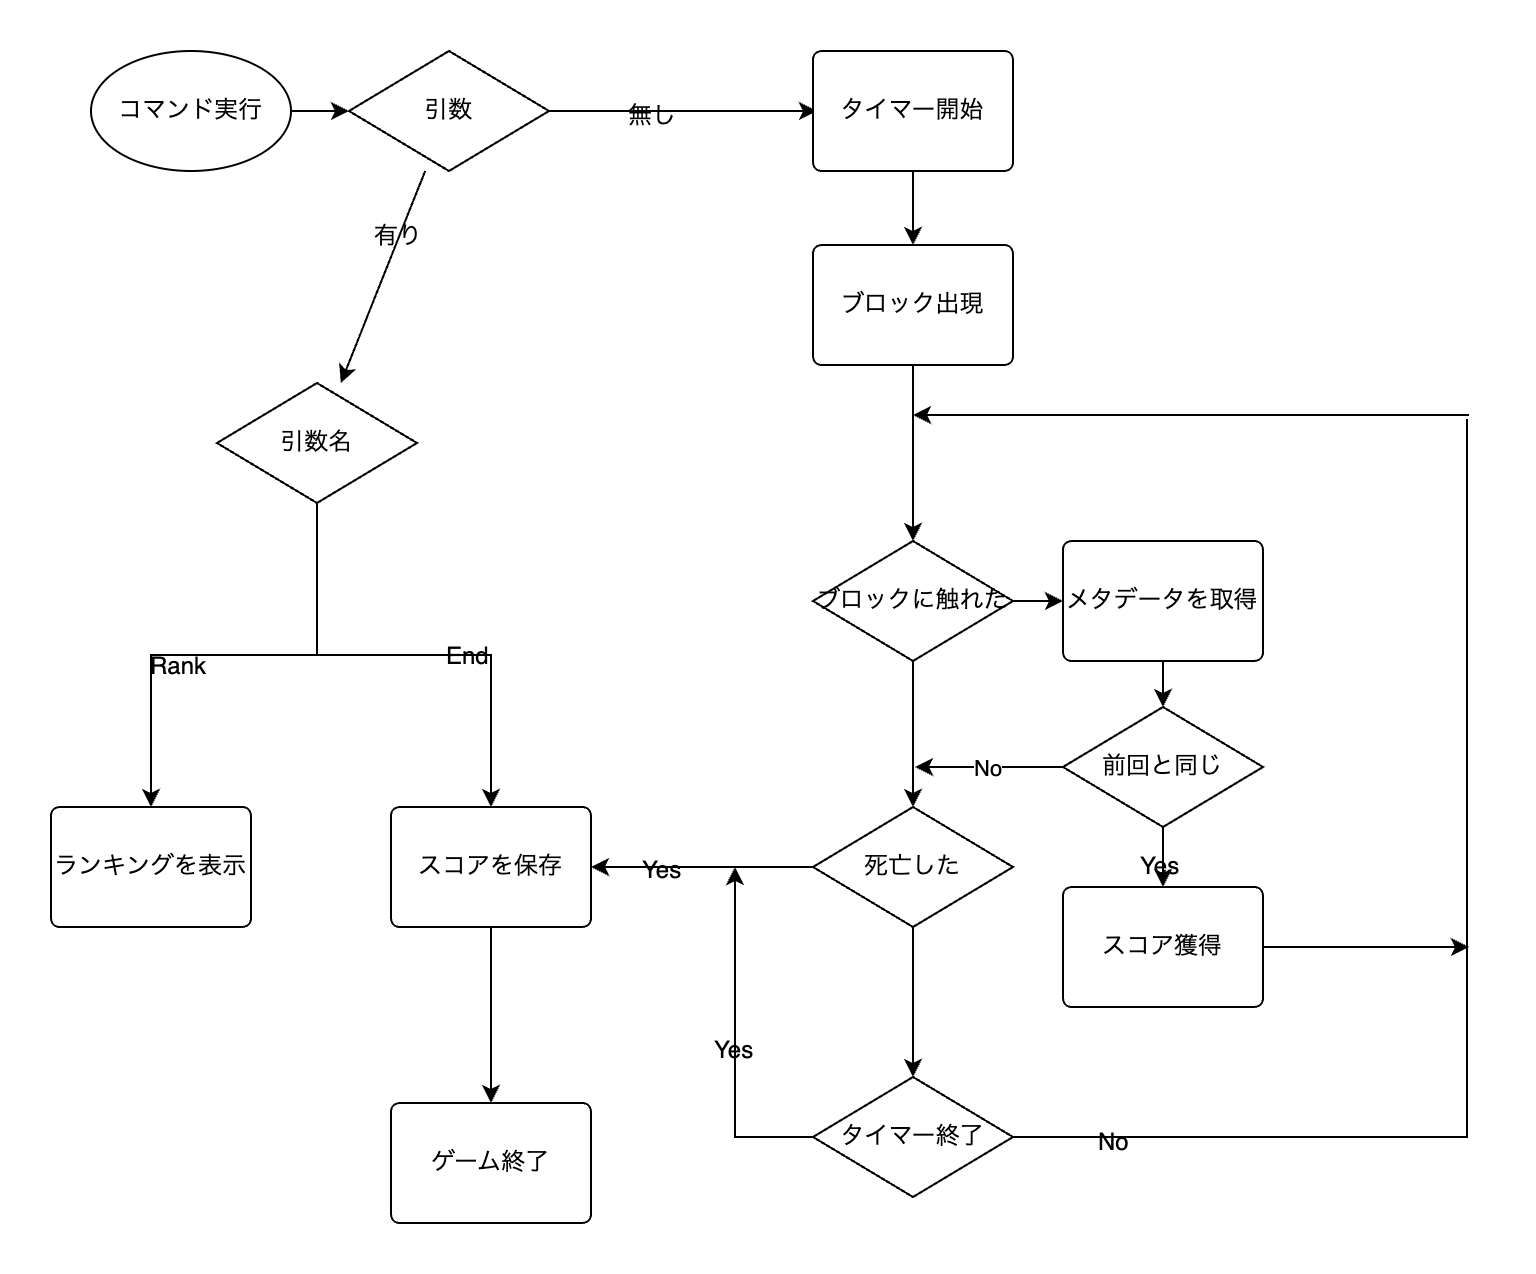 コマンド実行
引数
無し
タイマー開始
有り
ブロック出現
引数名
ブロックに触れた
メタデータを取得
Rank
End
No
前回と同じ
ランキングを表示
スコアを保存
Yes
死亡した
Yes
スコア獲得
Yes
ゲーム終了
タイマー終了
No